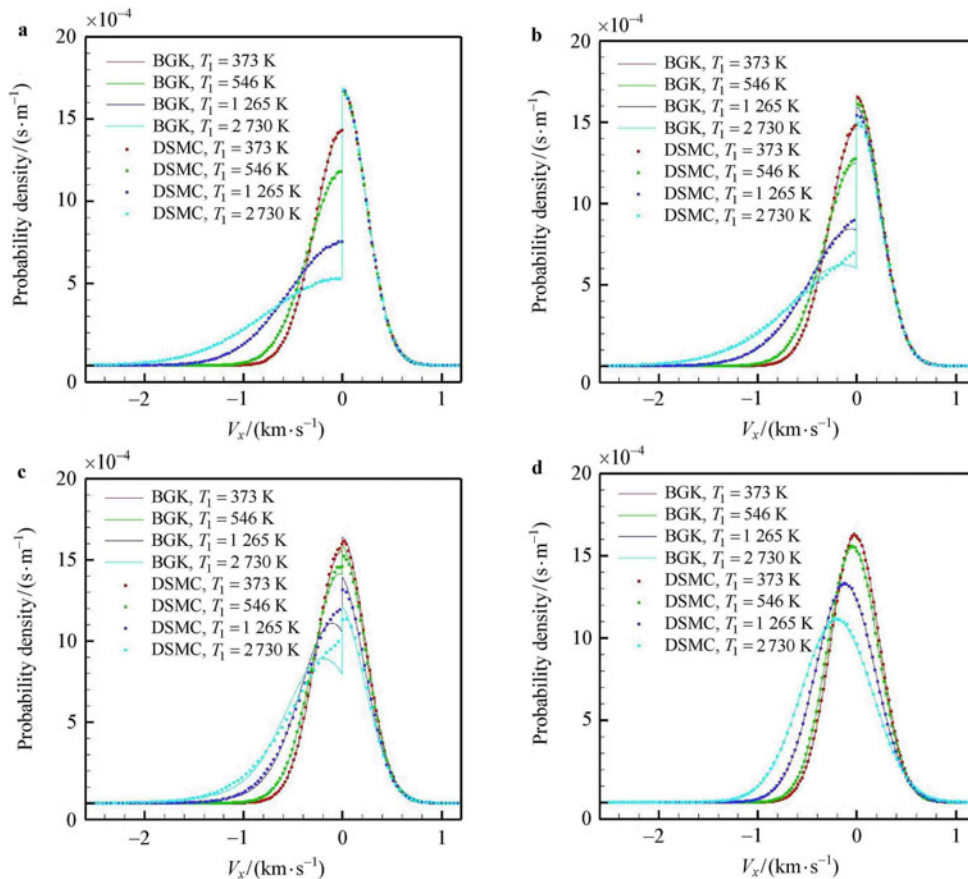 a
×10⁻⁴
20
15
10
5
0
Probability density/(s·m⁻¹)
BGK, T₁ = 373 K
BGK, T₁ = 546 K
BGK, T₁ = 1 265 K
BGK, T₁ = 2 730 K
DSMC, T₁ = 373 K
DSMC, T₁ = 546 K
DSMC, T₁ = 1 265 K
DSMC, T₁ = 2 730 K
−2 −1 0 1
Vₓ/(km·s⁻¹)
b
×10⁻⁴
20
15
10
5
0
Probability density/(s·m⁻¹)
BGK, T₁ = 373 K
BGK, T₁ = 546 K
BGK, T₁ = 1 265 K
BGK, T₁ = 2 730 K
DSMC, T₁ = 373 K
DSMC, T₁ = 546 K
DSMC, T₁ = 1 265 K
DSMC, T₁ = 2 730 K
−2 −1 0 1
Vₓ/(km·s⁻¹)
c
×10⁻⁴
20
15
10
5
0
Probability density/(s·m⁻¹)
BGK, T₁ = 373 K
BGK, T₁ = 546 K
BGK, T₁ = 1 265 K
BGK, T₁ = 2 730 K
DSMC, T₁ = 373 K
DSMC, T₁ = 546 K
DSMC, T₁ = 1 265 K
DSMC, T₁ = 2 730 K
−2 −1 0 1
Vₓ/(km·s⁻¹)
d
×10⁻⁴
20
15
10
5
0
Probability density/(s·m⁻¹)
BGK, T₁ = 373 K
BGK, T₁ = 546 K
BGK, T₁ = 1 265 K
BGK, T₁ = 2 730 K
DSMC, T₁ = 373 K
DSMC, T₁ = 546 K
DSMC, T₁ = 1 265 K
DSMC, T₁ = 2 730 K
−2 −1 0 1
Vₓ/(km·s⁻¹)